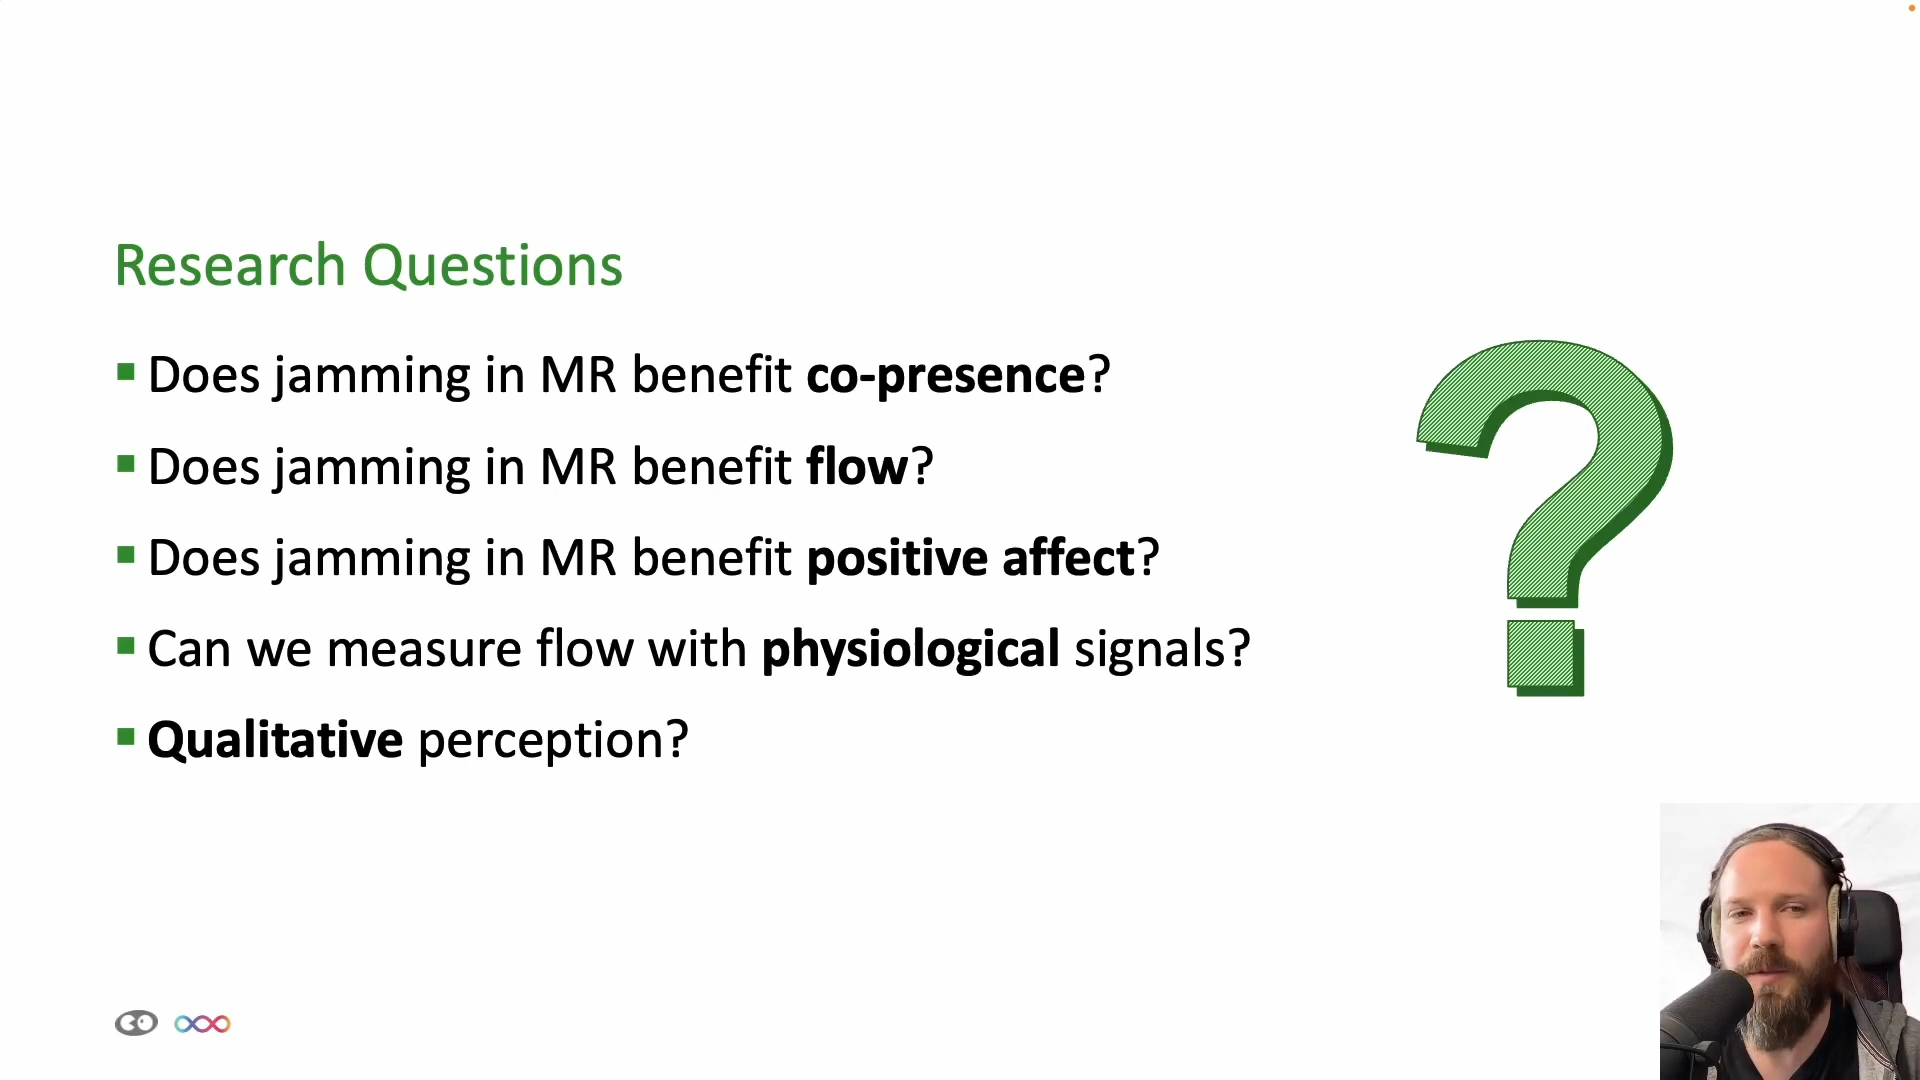 Research Questions
Does jamming in MR benefit co-presence?
Does jamming in MR benefit flow?
Does jamming in MR benefit positive affect?
Can we measure flow with physiological signals?
Qualitative perception?